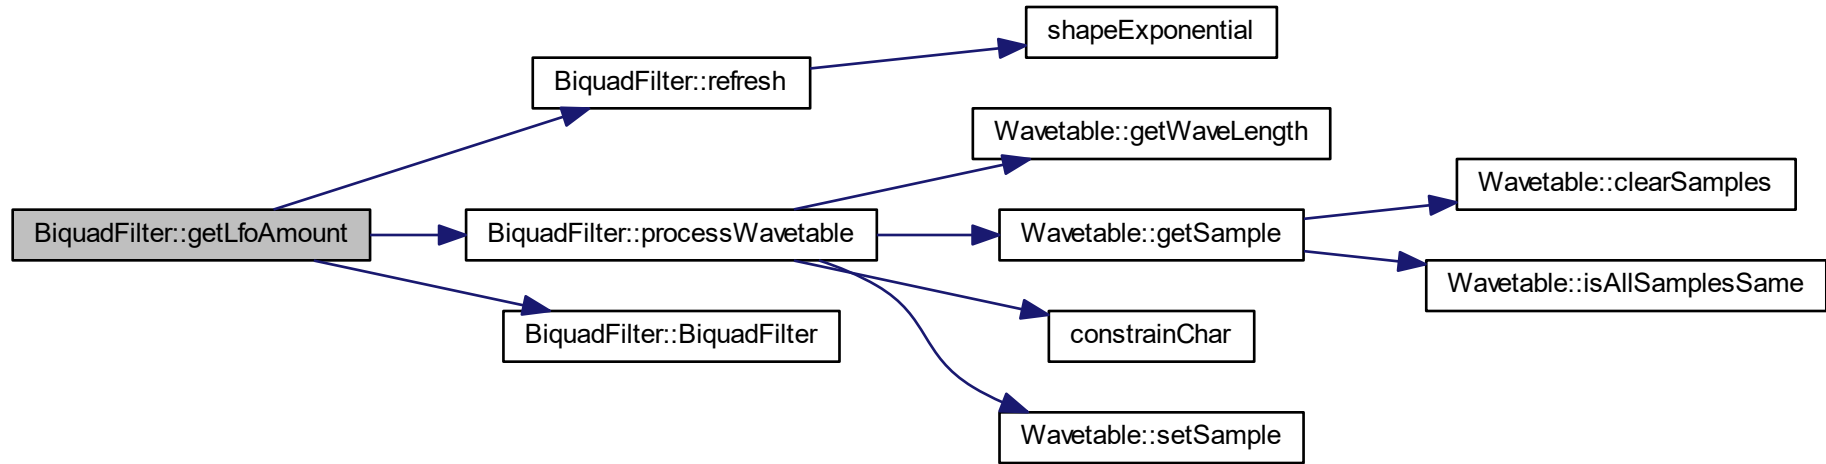 shapeExponential
BiquadFilter::refresh
Wavetable::getWaveLength
Wavetable::clearSamples
BiquadFilter::getLfoAmount
BiquadFilter::processWavetable
Wavetable::getSample
Wavetable::isAllSamplesSame
BiquadFilter::BiquadFilter
constrainChar
Wavetable::setSample